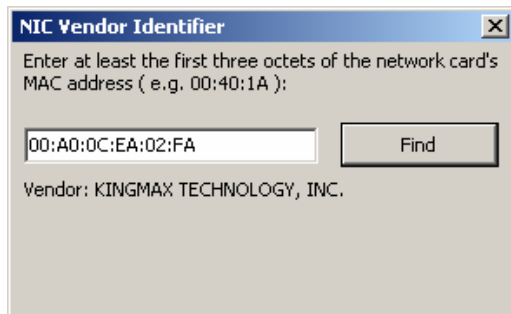 NIC Vendor Identifier
Enter at least the first three octets of the network card's
MAC address ( e.g. 00:40:1A ):
00:A0:0C:EA:02:FA
Find
Vendor: KINGMAX TECHNOLOGY, INC.